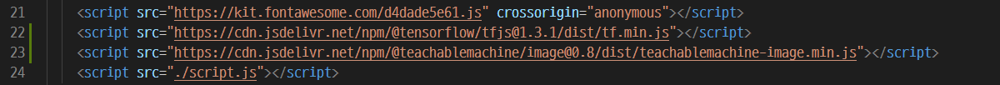 21 <script src="https://kit.fontawesome.com/d4dade5e61.js" crossorigin="anonymous"></script>
22 <script src="https://cdn.jsdelivr.net/npm/@tensorflow/tfjs@1.3.1/dist/tf.min.js"></script>
23 <script src="https://cdn.jsdelivr.net/npm/@teachablemachine/image@0.8/dist/teachablemachine-image.min.js"></script>
24 <script src="./script.js"></script>